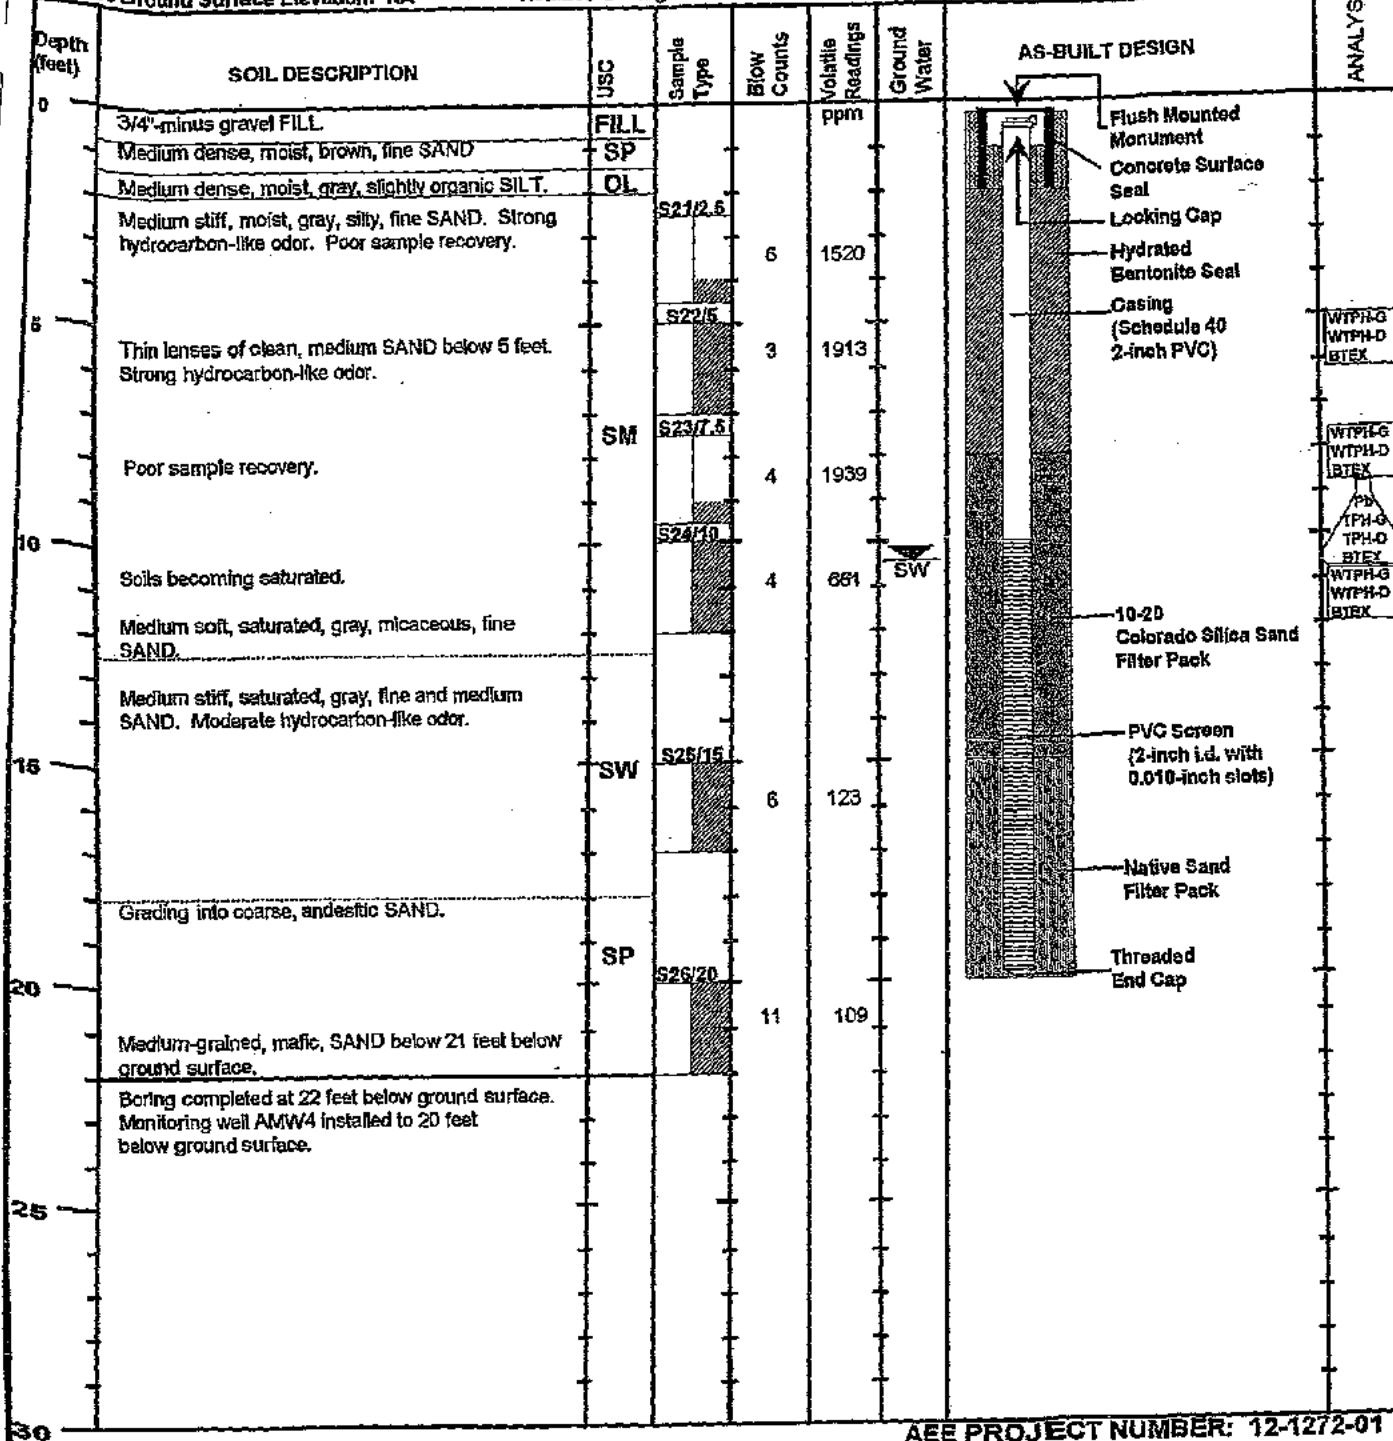 Ground Surface Elevation: NA
Depth
(feet)
SOIL DESCRIPTION
USC
Sample
Type
Blow
Counts
Volatile
Readings
Ground
Water
AS-BUILT DESIGN
0
ppm
3/4"-minus gravel FILL.
FILL
Medium dense, moist, brown, fine SAND
SP
Medium dense, moist, gray, slightly organic SILT.
OL
Medium stiff, moist, gray, silty, fine SAND. Strong
hydrocarbon-like odor. Poor sample recovery.
S21/2.5
6
1520
5
S22/5
Thin lenses of clean, medium SAND below 5 feet.
Strong hydrocarbon-like odor.
3
1913
SM
S23/7.5
Poor sample recovery.
4
1939
10
S24/10
Soils becoming saturated.
4
661
SW
Medium soft, saturated, gray, micaceous, fine
SAND.
Medium stiff, saturated, gray, fine and medium
SAND. Moderate hydrocarbon-like odor.
15
SW
S25/15
6
123
Grading into coarse, andesitic SAND.
SP
20
S26/20
11
109
Medium-grained, mafic, SAND below 21 feet below
ground surface.
Boring completed at 22 feet below ground surface.
Monitoring well AMW4 installed to 20 feet
below ground surface.
25
30
Flush Mounted
Monument
Concrete Surface
Seal
Locking Cap
Hydrated
Bentonite Seal
Casing
(Schedule 40
2-inch PVC)
10-20
Colorado Silica Sand
Filter Pack
PVC Screen
(2-inch i.d. with
0.010-inch slots)
Native Sand
Filter Pack
Threaded
End Cap
WTPH-G
WTPH-D
BTEX
WTPH-G
WTPH-D
BTEX
Pb
TPH-G
TPH-D
BTEX
WTPH-G
WTPH-D
BTEX
AEE PROJECT NUMBER: 12-1272-01